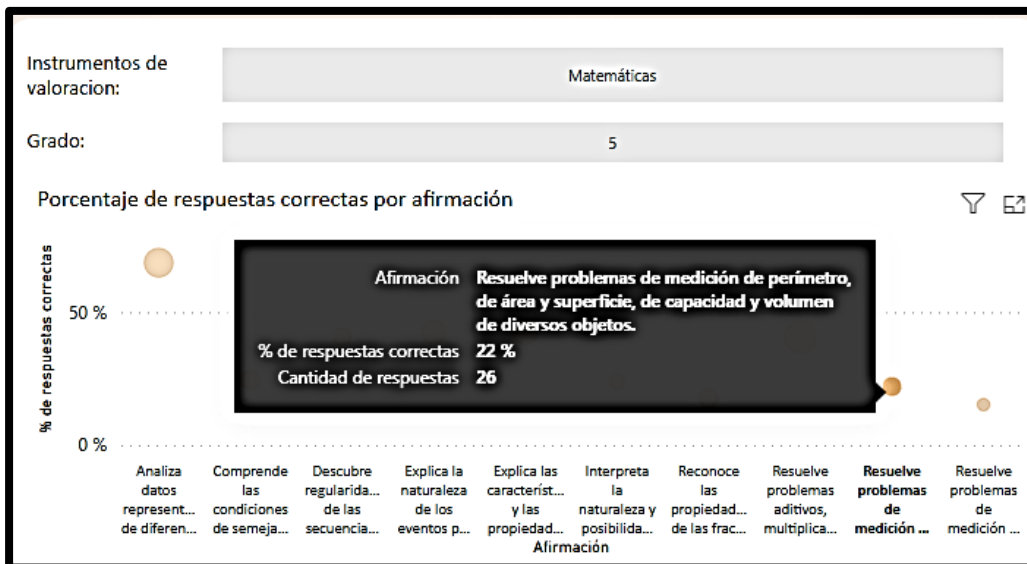 Instrumentos de
valoracion:
Matemáticas
Grado:
5
Porcentaje de respuestas correctas por afirmación
% de respuestas correctas
50 %
0 %
Afirmación Resuelve problemas de medición de perímetro,
de área y superficie, de capacidad y volumen
de diversos objetos.
% de respuestas correctas 22 %
Cantidad de respuestas 26
Analiza
datos
represent...
de diferen...
Comprende
las
condiciones
de semeja...
Descubre
regularida...
de las
secuencia...
Explica la
naturaleza
de los
eventos p...
Explica las
característ...
y las
propiedad...
Interpreta
la
naturaleza y
posibilida...
Reconoce
las
propiedad...
de las frac...
Resuelve
problemas
aditivos,
multiplica...
Resuelve
problemas
de
medición ...
Resuelve
problemas
de
medición ...
Afirmación